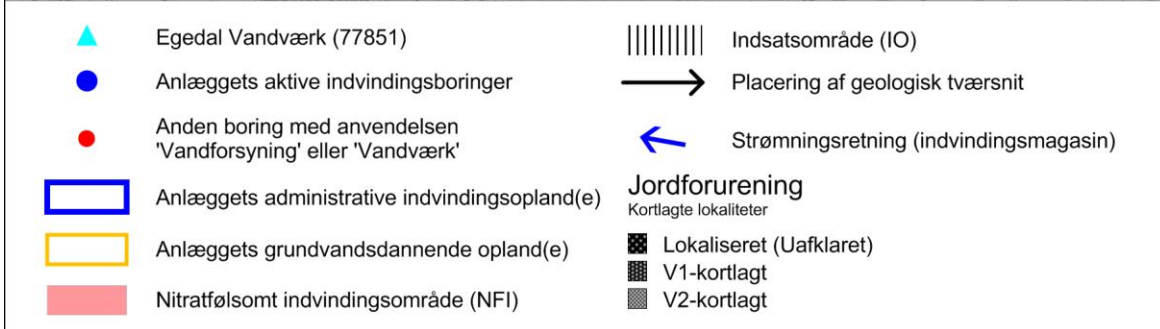 Egedal Vandværk (77851)
Anlæggets aktive indvindingsboringer
Anden boring med anvendelsen
'Vandforsyning' eller 'Vandværk'
Anlæggets administrative indvindingsopland(e)
Anlæggets grundvandsdannende opland(e)
Nitratfølsomt indvindingsområde (NFI)
Indsatsområde (IO)
Placering af geologisk tværsnit
Strømningsretning (indvindingsmagasin)
Jordforurening
Kortlagte lokaliteter
Lokaliseret (Uafklaret)
V1-kortlagt
V2-kortlagt